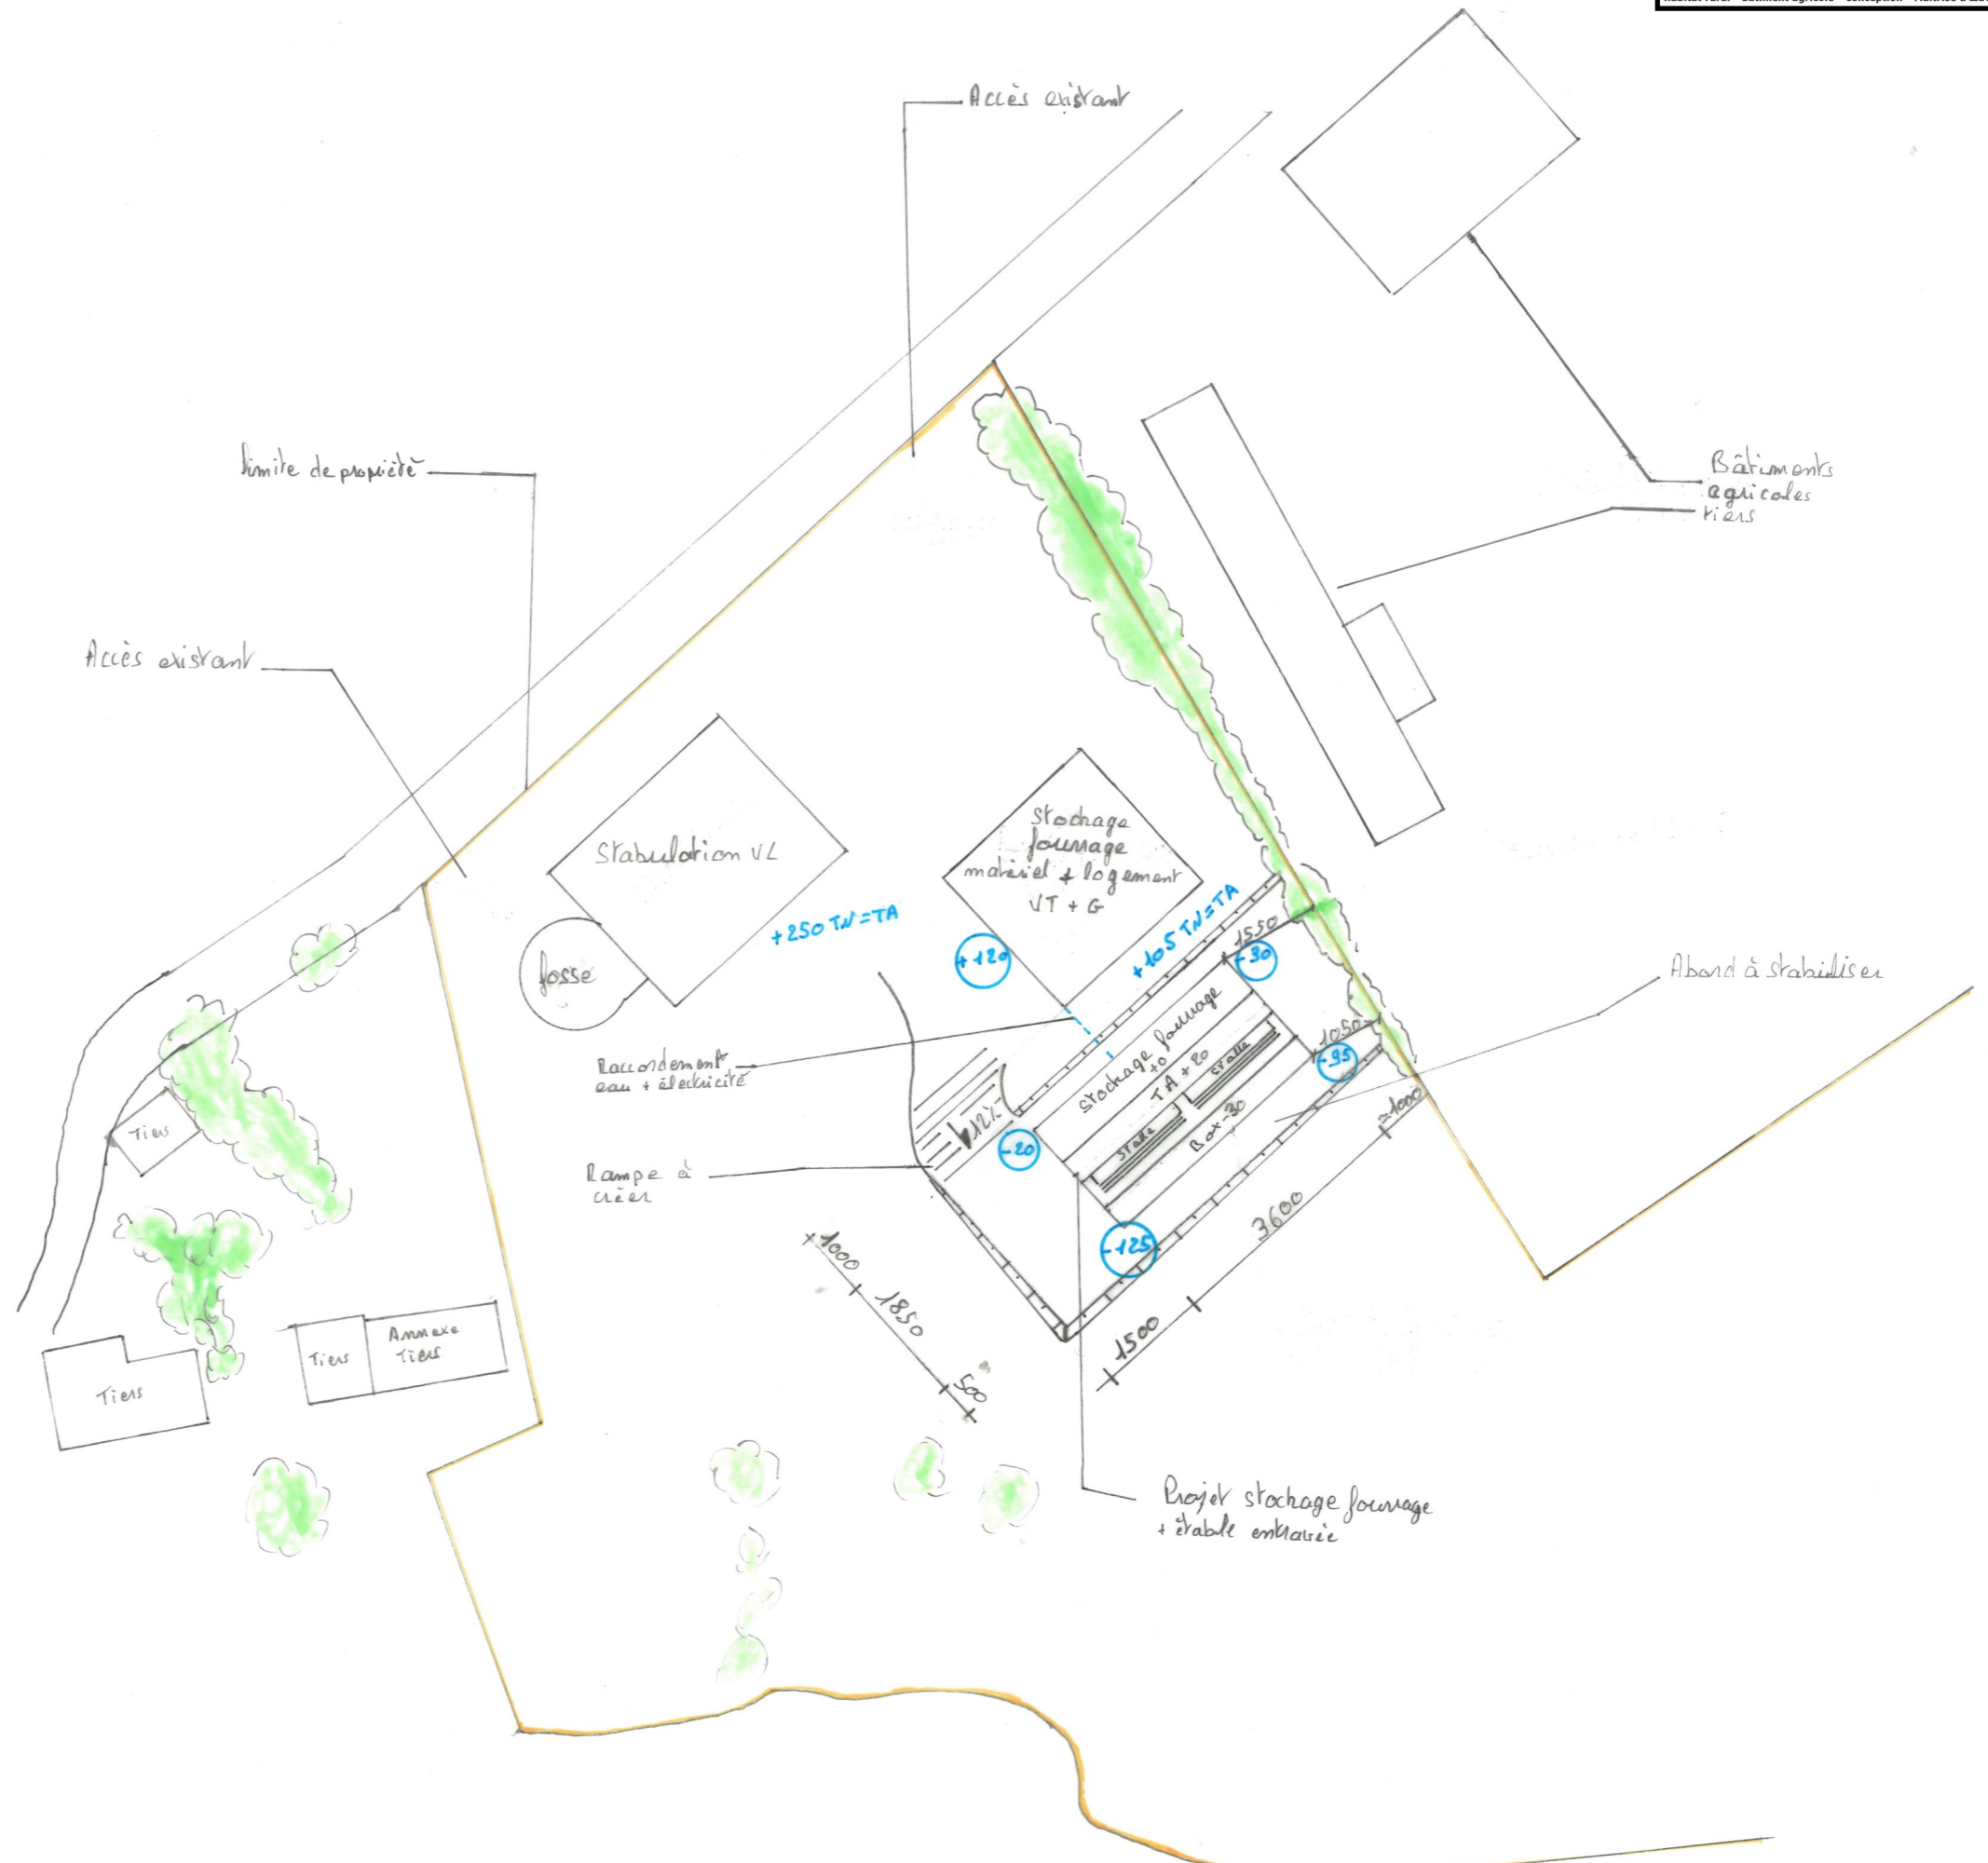 Accès existant
limite de propriété
Accès existant
Bâtiments
agricoles
tiers
Stabulation VL
Stockage
fourrage
matériel + logement
VT + G
+250 TN=TA
+120
+105 TN=TA
1550
-30
fosse
Abord à stabiliser
Stockage fourrage
+10
TA +20
stalle
stalle
Box -30
1050
-95
≃1000
Raccordement
eau + électricité
12%
-20
Rampe à
créer
-125
3600
1500
1000
1850
500
Tiers
Tiers
Tiers
Annexe
Tiers
Projet stockage fourrage
+ étable entravée